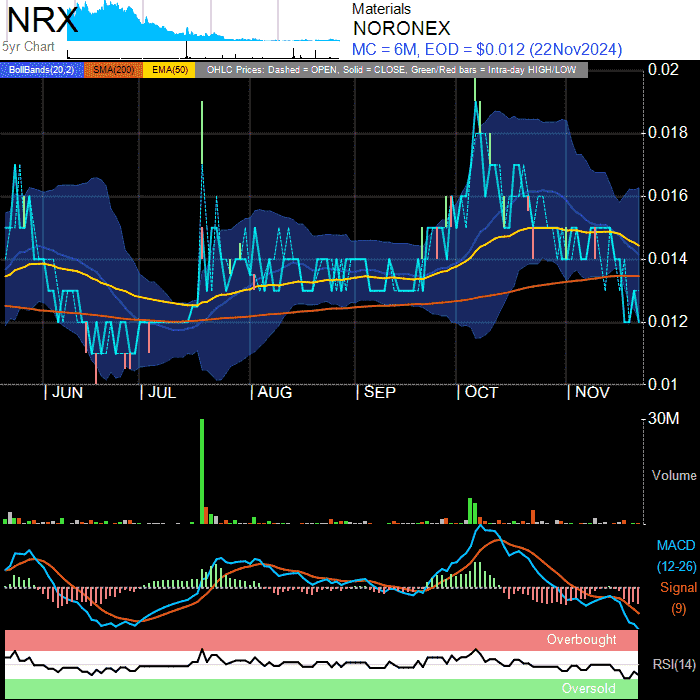 NRX
5yr Chart
Materials
NORONEX
MC = 6M, EOD = $0.012 (22Nov2024)
BollBands(20,2) SMA(200) EMA(50) OHLC Prices: Dashed = OPEN, Solid = CLOSE, Green/Red bars = Intra-day HIGH/LOW
0.02
0.018
0.016
0.014
0.012
0.01
| JUN | JUL | AUG | SEP | OCT | NOV
30M
Volume
MACD
(12-26)
Signal
(9)
Overbought
RSI(14)
Oversold